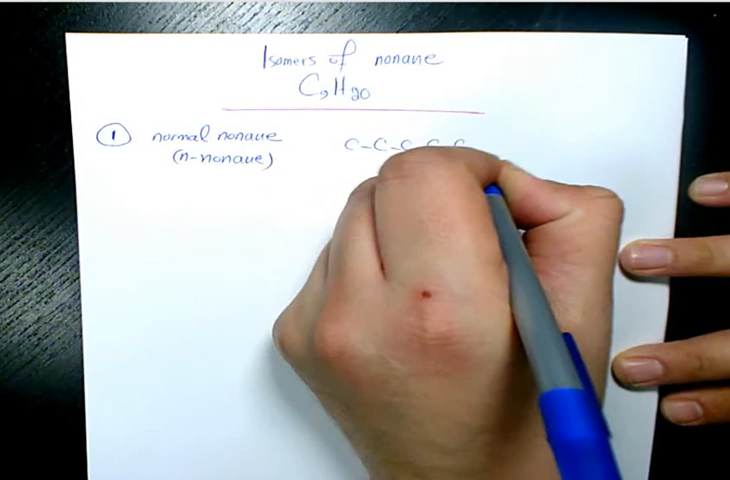 Isomers of nonane
C9H20
1 normal nonane C-C-C-C-C
(n-nonane)